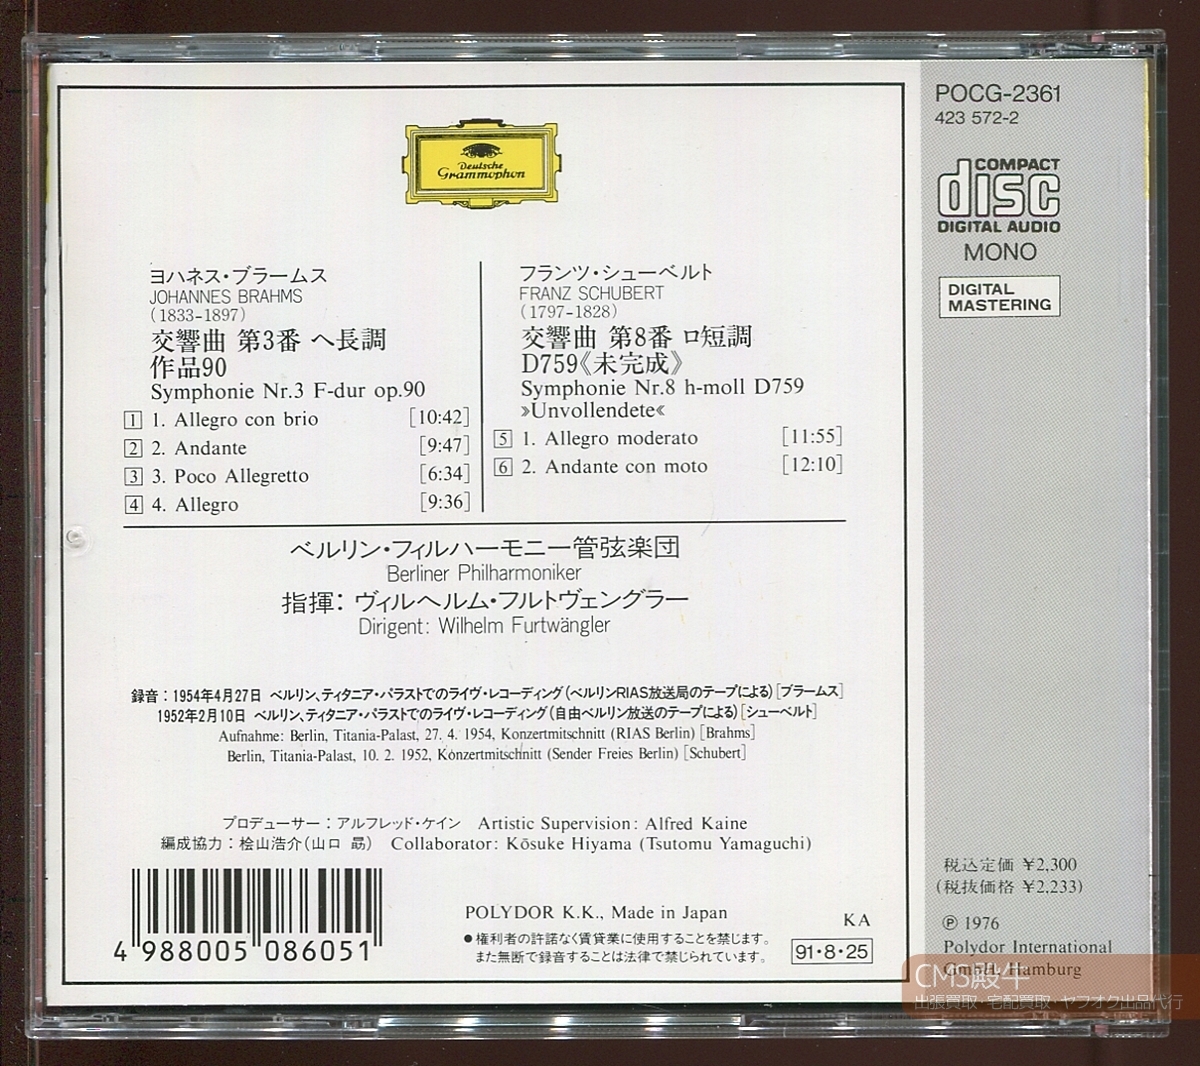 Deutsche
Grammophon
ヨハネス・ブラームス
JOHANNES BRAHMS
(1833-1897)
交響曲 第3番 ヘ長調
作品90
Symphonie Nr.3 F-dur op.90
1 1. Allegro con brio [10:42]
2 2. Andante [9:47]
3 3. Poco Allegretto [6:34]
4 4. Allegro [9:36]
フランツ・シューベルト
FRANZ SCHUBERT
(1797-1828)
交響曲 第8番 ロ短調
D759《未完成》
Symphonie Nr.8 h-moll D759
»Unvollendete«
5 1. Allegro moderato [11:55]
6 2. Andante con moto [12:10]
ベルリン・フィルハーモニー管弦楽団
Berliner Philharmoniker
指揮：ヴィルヘルム・フルトヴェングラー
Dirigent: Wilhelm Furtwängler
録音：1954年4月27日 ベルリン、ティタニア・パラストでのライヴ・レコーディング(ベルリンRIAS放送局のテープによる)[ブラームス]
1952年2月10日 ベルリン、ティタニア・パラストでのライヴ・レコーディング(自由ベルリン放送のテープによる)[シューベルト]
Aufnahme: Berlin, Titania-Palast, 27. 4. 1954, Konzertmitschnitt (RIAS Berlin) [Brahms]
Berlin, Titania-Palast, 10. 2. 1952, Konzertmitschnitt (Sender Freies Berlin) [Schubert]
プロデューサー：アルフレッド・ケイン Artistic Supervision: Alfred Kaine
編成協力：桧山浩介(山口 勗) Collaborator: Kōsuke Hiyama (Tsutomu Yamaguchi)
4 988005 086051
POLYDOR K.K., Made in Japan
KA
●権利者の許諾なく賃貸業に使用することを禁じます。
また無断で録音することは法律で禁じられています。
91・8・25
POCG-2361
423 572-2
COMPACT
disc
DIGITAL AUDIO
MONO
DIGITAL
MASTERING
税込定価 ¥2,300
(税抜価格 ¥2,233)
Ⓟ 1976
Polydor International
GmbH, Hamburg
CMS殿牛
出張買取・宅配買取・ヤフオク出品代行